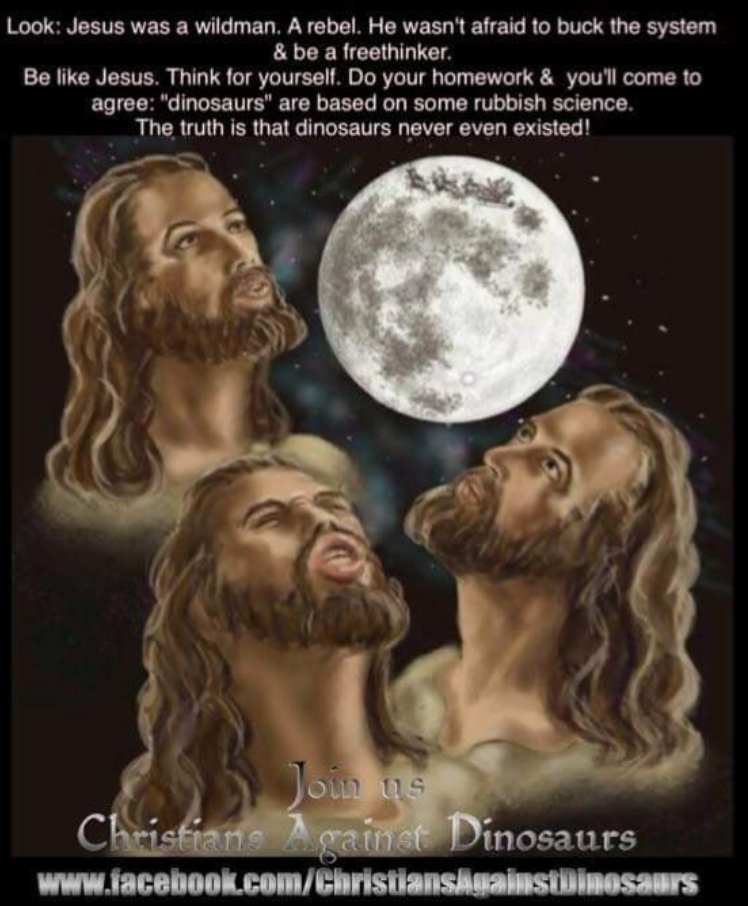 Look: Jesus was a wildman. A rebel. He wasn't afraid to buck the system
& be a freethinker.
Be like Jesus. Think for yourself. Do your homework & you'll come to
agree: "dinosaurs" are based on some rubbish science.
The truth is that dinosaurs never even existed!
Join us
Christians Against Dinosaurs
www.facebook.com/ChristiansAgainstDinosaurs